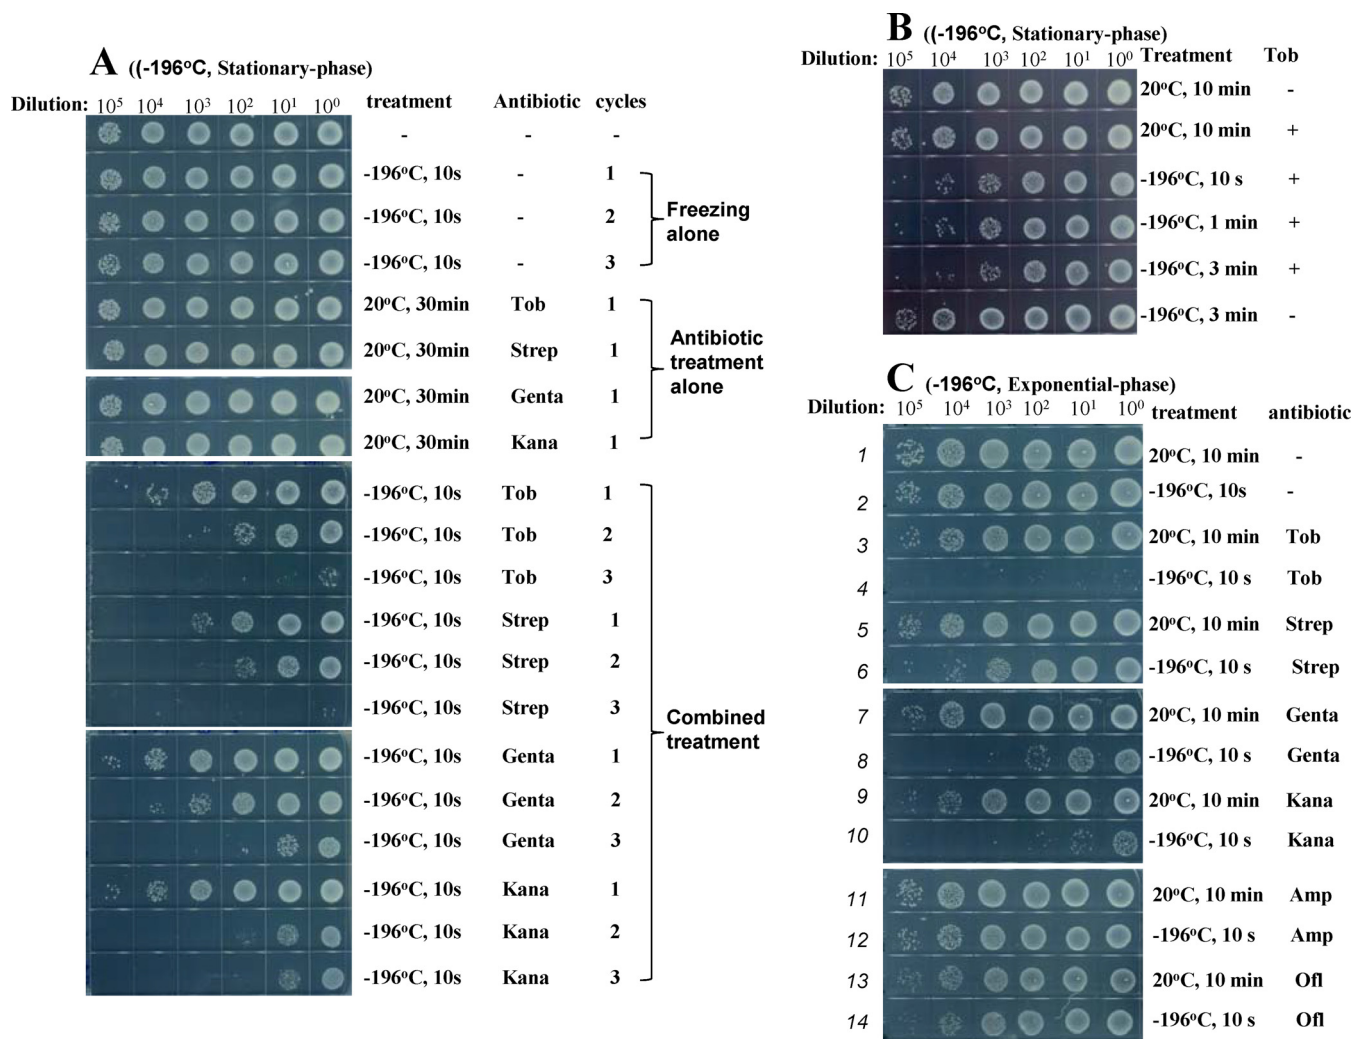 A ((-196°C, Stationary-phase)
Dilution: 10⁵ 10⁴ 10³ 10² 10¹ 10⁰ treatment Antibiotic cycles
- - -
-196°C, 10s - 1
-196°C, 10s - 2
-196°C, 10s - 3
Freezing
alone
20°C, 30min Tob 1
20°C, 30min Strep 1
20°C, 30min Genta 1
20°C, 30min Kana 1
Antibiotic
treatment
alone
-196°C, 10s Tob 1
-196°C, 10s Tob 2
-196°C, 10s Tob 3
-196°C, 10s Strep 1
-196°C, 10s Strep 2
-196°C, 10s Strep 3
-196°C, 10s Genta 1
-196°C, 10s Genta 2
-196°C, 10s Genta 3
-196°C, 10s Kana 1
-196°C, 10s Kana 2
-196°C, 10s Kana 3
Combined
treatment
B ((-196°C, Stationary-phase)
Dilution: 10⁵ 10⁴ 10³ 10² 10¹ 10⁰ Treatment Tob
20°C, 10 min -
20°C, 10 min +
-196°C, 10 s +
-196°C, 1 min +
-196°C, 3 min +
-196°C, 3 min -
C (-196°C, Exponential-phase)
Dilution: 10⁵ 10⁴ 10³ 10² 10¹ 10⁰ treatment antibiotic
1 20°C, 10 min -
2 -196°C, 10s -
3 20°C, 10 min Tob
4 -196°C, 10 s Tob
5 20°C, 10 min Strep
6 -196°C, 10 s Strep
7 20°C, 10 min Genta
8 -196°C, 10 s Genta
9 20°C, 10 min Kana
10 -196°C, 10 s Kana
11 20°C, 10 min Amp
12 -196°C, 10 s Amp
13 20°C, 10 min Ofl
14 -196°C, 10 s Ofl